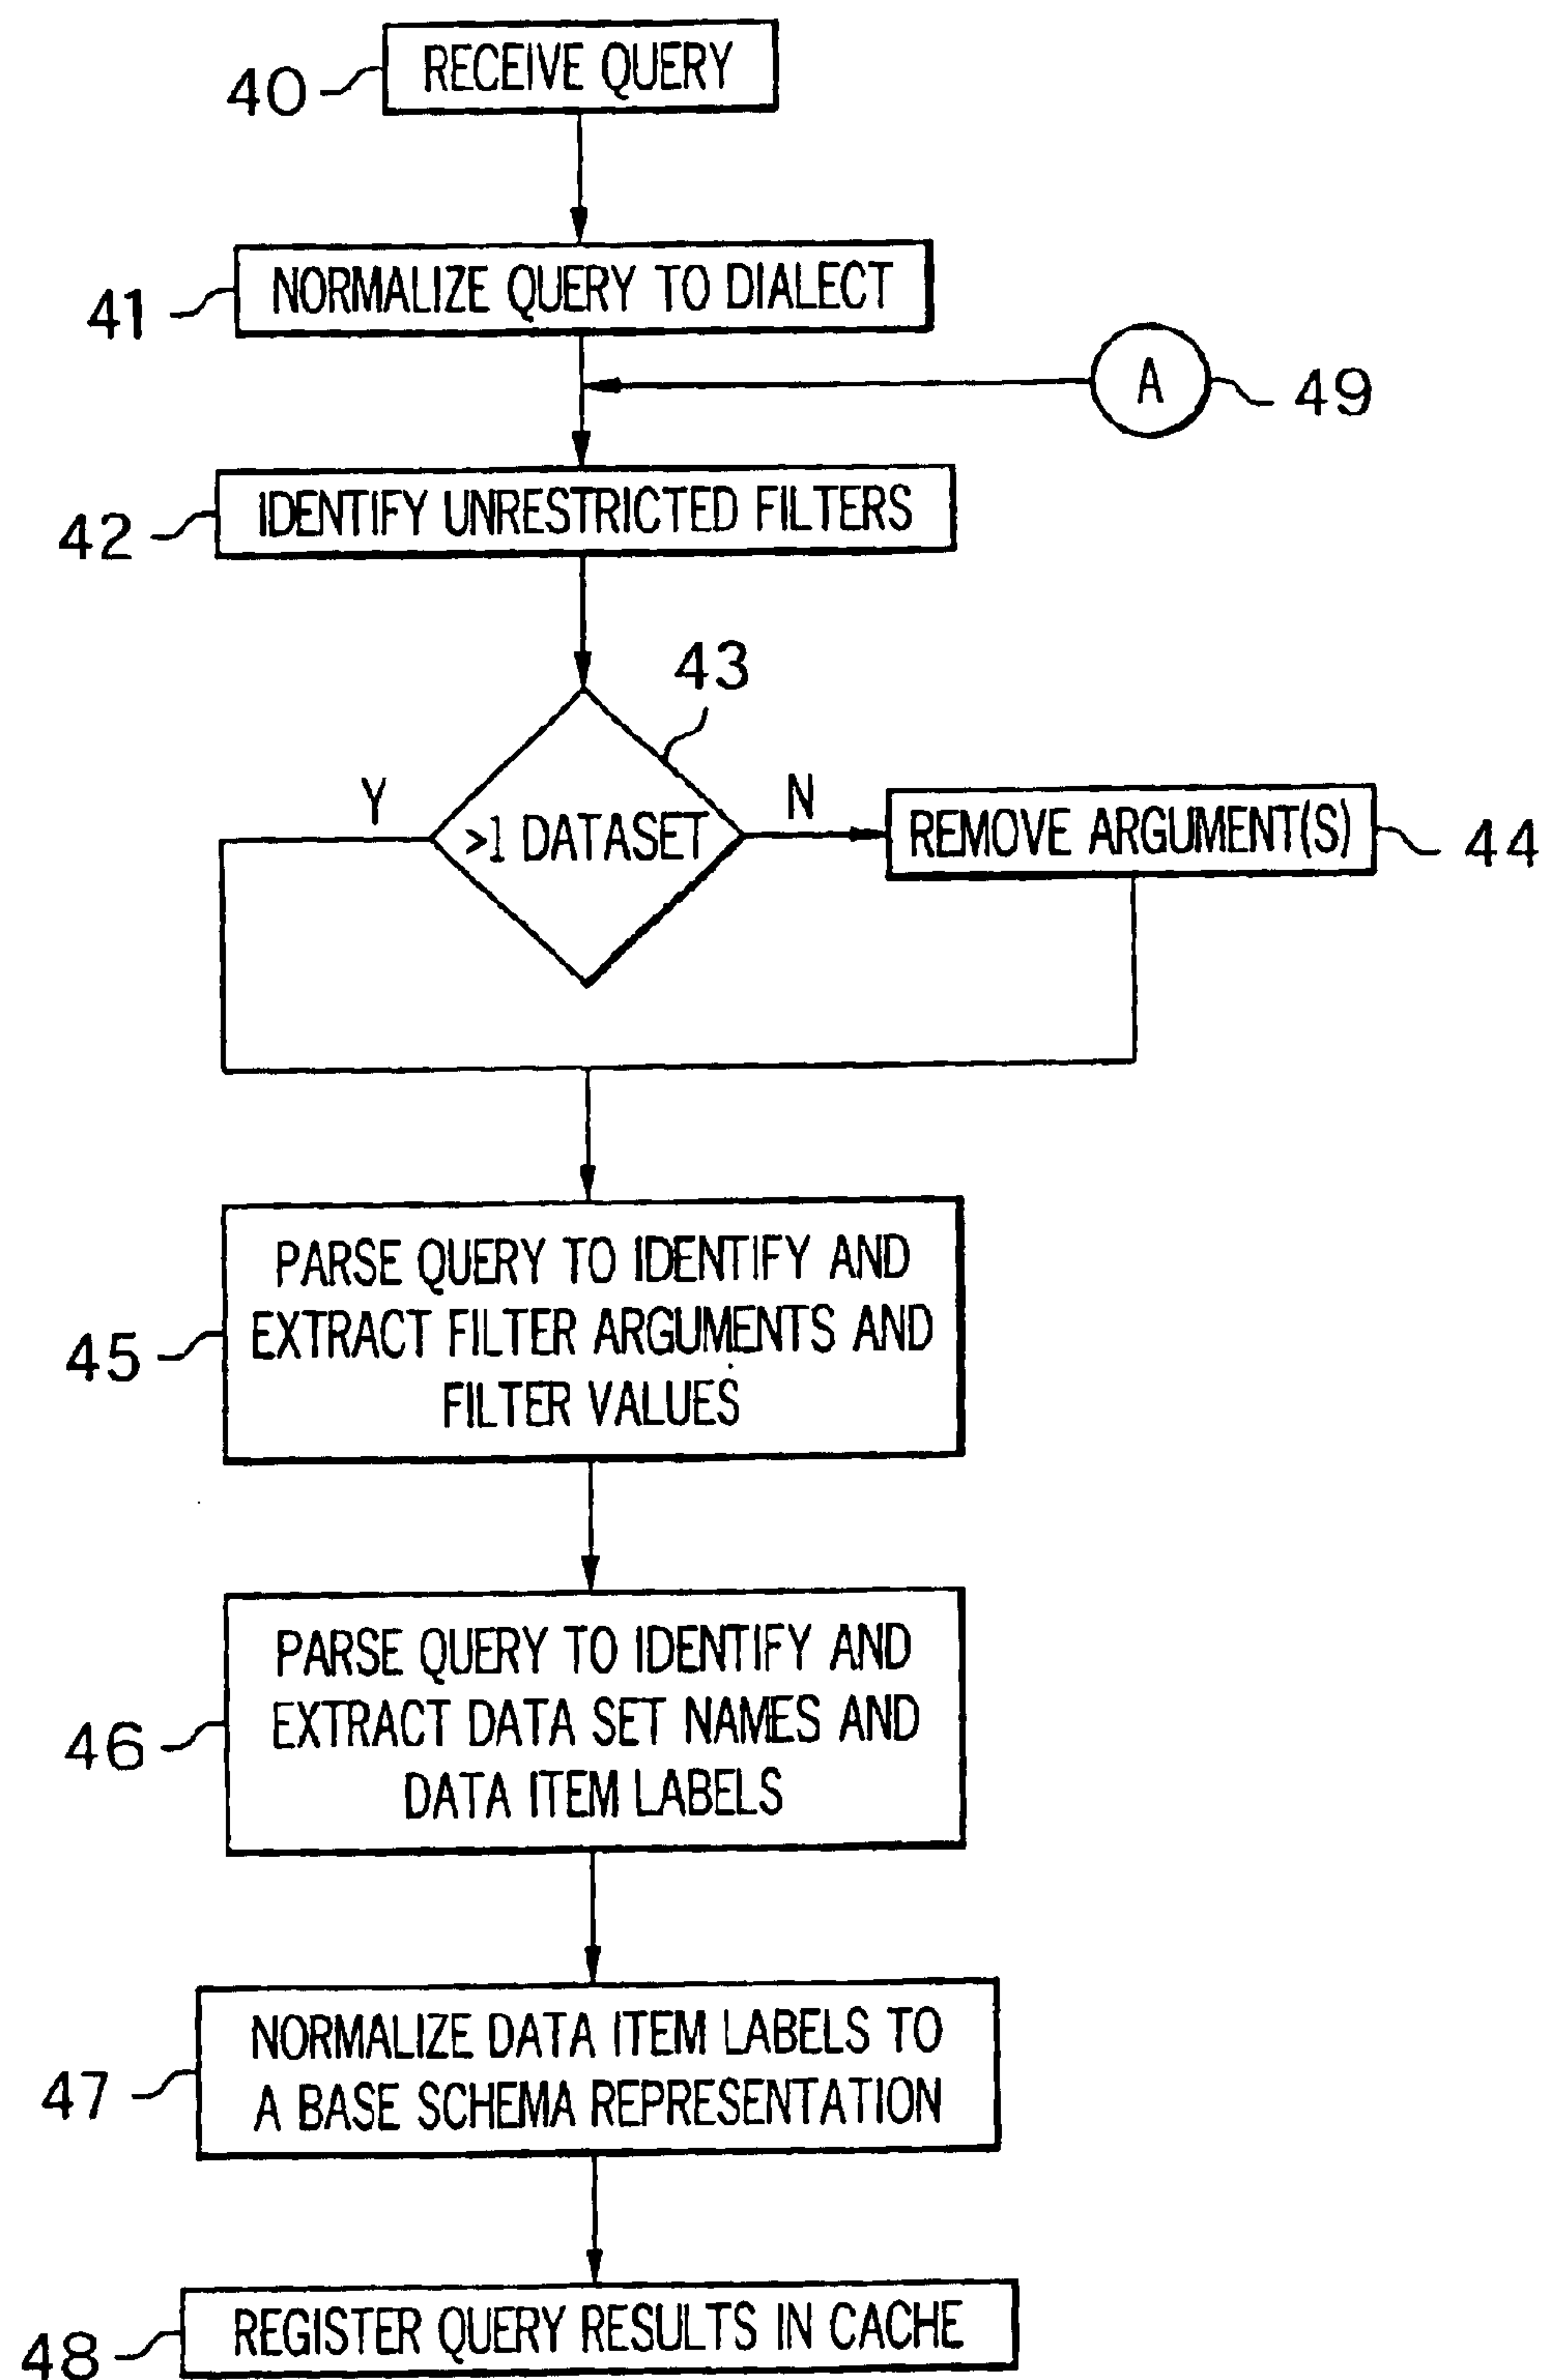 RECEIVE QUERY
40
NORMALIZE QUERY TO DIALECT
41
A
49
IDENTIFY UNRESTRICTED FILTERS
42
43
Y
>1 DATASET
N
REMOVE ARGUMENT(S)
44
PARSE QUERY TO IDENTIFY AND
EXTRACT FILTER ARGUMENTS AND
FILTER VALUES
45
PARSE QUERY TO IDENTIFY AND
EXTRACT DATA SET NAMES AND
DATA ITEM LABELS
46
NORMALIZE DATA ITEM LABELS TO
A BASE SCHEMA REPRESENTATION
47
REGISTER QUERY RESULTS IN CACHE
48